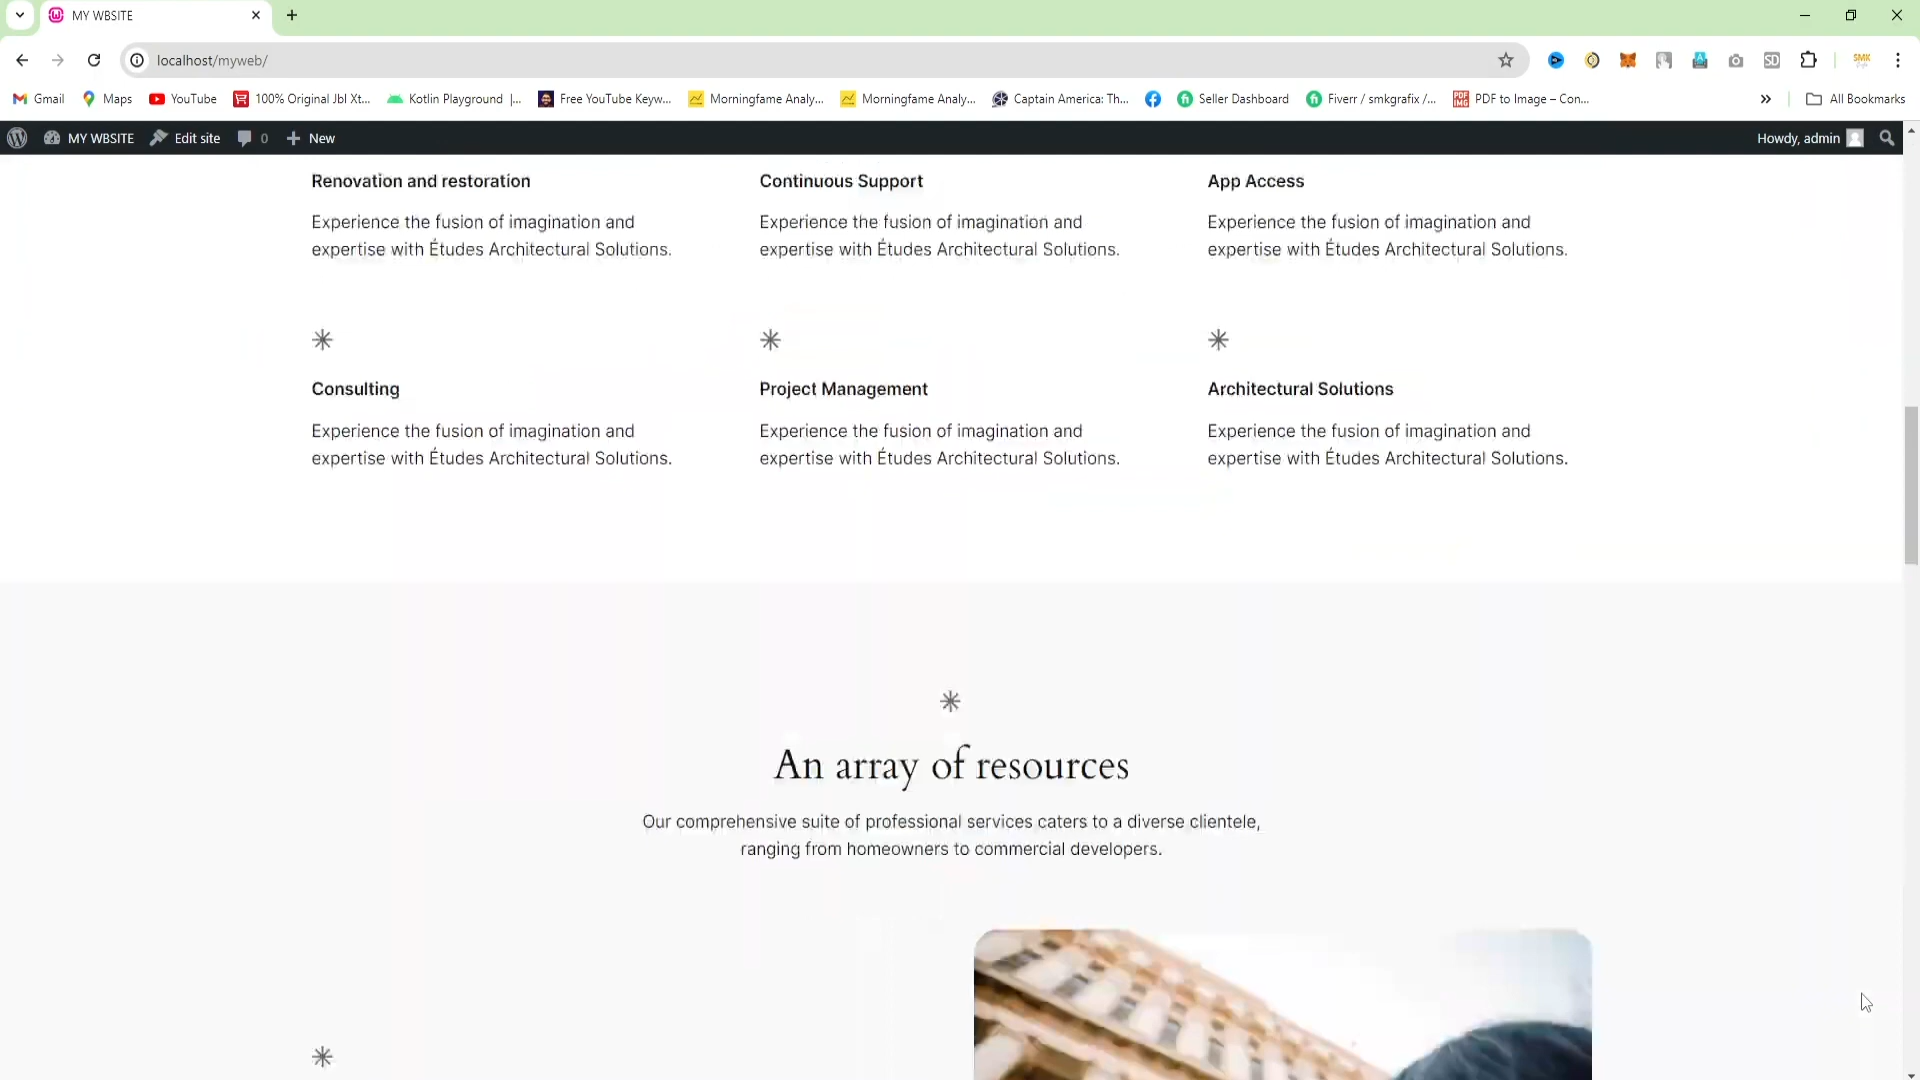 MY WBSITE
localhost/myweb/
SMK
Gmail Maps YouTube 100% Original Jbl Xt... Kotlin Playground |... Free YouTube Keyw... Morningfame Analy... Morningfame Analy... Captain America: Th... Seller Dashboard Fiverr / smkgrafix /... PDF to Image – Con... All Bookmarks
MY WBSITE Edit site 0 New Howdy, admin
Renovation and restoration Continuous Support App Access
Experience the fusion of imagination and Experience the fusion of imagination and Experience the fusion of imagination and
expertise with Études Architectural Solutions. expertise with Études Architectural Solutions. expertise with Études Architectural Solutions.
Consulting Project Management Architectural Solutions
Experience the fusion of imagination and Experience the fusion of imagination and Experience the fusion of imagination and
expertise with Études Architectural Solutions. expertise with Études Architectural Solutions. expertise with Études Architectural Solutions.
An array of resources
Our comprehensive suite of professional services caters to a diverse clientele,
ranging from homeowners to commercial developers.